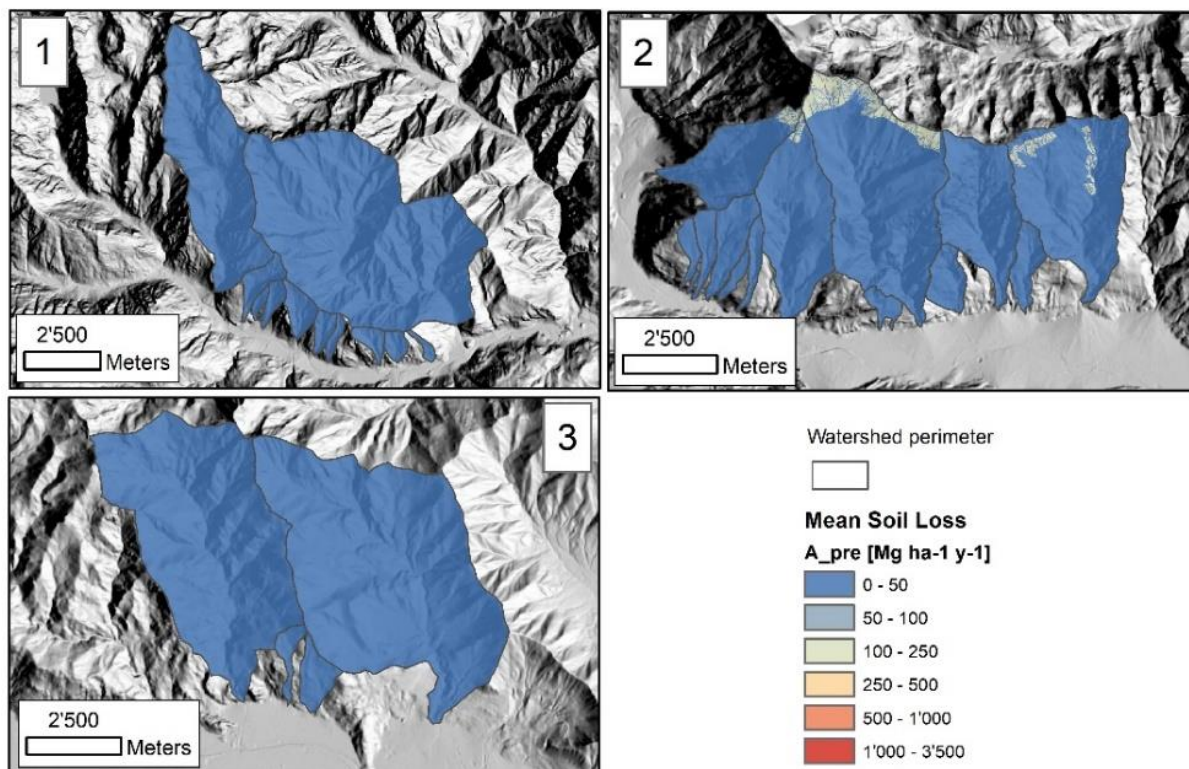 1
2'500
Meters
2
2'500
Meters
3
2'500
Meters
Watershed perimeter
Mean Soil Loss
A_pre [Mg ha-1 y-1]
0 - 50
50 - 100
100 - 250
250 - 500
500 - 1'000
1'000 - 3'500